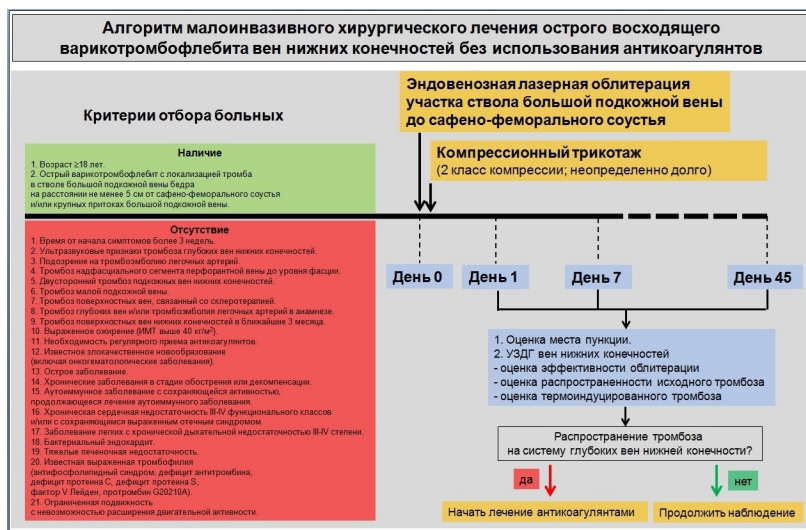 Алгоритм малоинвазивного хирургического лечения острого восходящего
варикотромбофлебита вен нижних конечностей без использования антикоагулянтов
Критерии отбора больных
Наличие
1. Возраст ≥18 лет.
2. Острый варикотромбофлебит с локализацией тромба
в стволе большой подкожной вены бедра
на расстоянии не менее 5 см от сафено-феморального соустья
и/или крупных притоках большой подкожной вены.
Отсутствие
1. Время от начала симптомов более 3 недель.
2. Ультразвуковые признаки тромбоза глубоких вен нижних конечностей.
3. Подозрение на тромбоэмболию легочных артерий.
4. Тромбоз надфасциального сегмента перфорантной вены до уровня фасции.
5. Двусторонний тромбоз подкожных вен нижних конечностей.
6. Тромбоз малой подкожной вены.
7. Тромбоз поверхностных вен, связанный со склеротерапией.
8. Тромбоз глубоких вен и/или тромбоэмболия легочных артерий в анамнезе.
9. Тромбоз поверхностных вен нижних конечностей в ближайшие 3 месяца.
10. Выраженное ожирение (ИМТ выше 40 кг/м²).
11. Необходимость регулярного приема антикоагулянтов.
12. Известное злокачественное новообразование
(включая онкогематологические заболевания).
13. Острое заболевание.
14. Хронические заболевания в стадии обострения или декомпенсации.
15. Аутоиммунное заболевание с сохраняющейся активностью,
продолжающееся лечение аутоиммунного заболевания.
16. Хроническая сердечная недостаточность III-IV функционального классов
и/или с сохраняющимся выраженным отечным синдромом.
17. Заболевание легких с хронической дыхательной недостаточностью III-IV степени.
18. Бактериальный эндокардит.
19. Тяжелая печеночная недостаточность.
20. Известная выраженная тромбофилия
(антифосфолипидный синдром, дефицит антитромбина,
дефицит протеина С, дефицит протеина S,
фактор V Лейден, протромбин G20210A).
21. Ограниченная подвижность
с невозможностью расширения двигательной активности.
Эндовенозная лазерная облитерация
участка ствола большой подкожной вены
до сафено-феморального соустья
Компрессионный трикотаж
(2 класс компрессии; неопределенно долго)
День 0
День 1
День 7
День 45
1. Оценка места пункции.
2. УЗДГ вен нижних конечностей
- оценка эффективности облитерации
- оценка распространенности исходного тромбоза
- оценка термоиндуцированного тромбоза
Распространение тромбоза
на систему глубоких вен нижней конечности?
да
нет
Начать лечение антикоагулянтами
Продолжить наблюдение